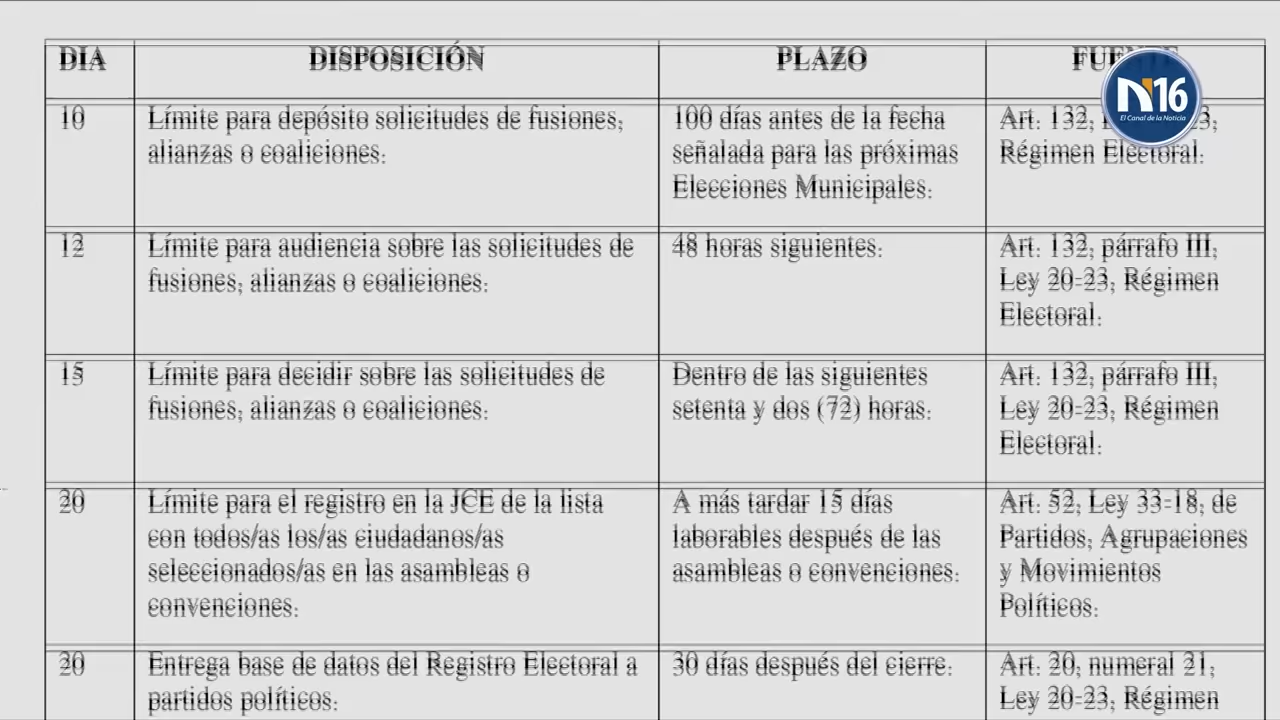 DIA DISPOSICIÓN PLAZO
N16
El Canal de la Noticia
10 Límite para depósito solicitudes de fusiones, 100 días antes de la fecha Art. 132,
alianzas o coaliciones. señalada para las próximas Régimen Electoral.
Elecciones Municipales.
12 Límite para audiencia sobre las solicitudes de 48 horas siguientes. Art. 132, párrafo III,
fusiones, alianzas o coaliciones. Ley 20-23, Régimen
Electoral.
15 Límite para decidir sobre las solicitudes de Dentro de las siguientes Art. 132, párrafo III,
fusiones, alianzas o coaliciones. setenta y dos (72) horas. Ley 20-23, Régimen
Electoral.
20 Límite para el registro en la JCE de la lista A más tardar 15 días Art. 52, Ley 33-18, de
con todos/as los/as ciudadanos/as laborables después de las Partidos, Agrupaciones
seleccionados/as en las asambleas o asambleas o convenciones. y Movimientos
convenciones. Políticos.
20 Entrega base de datos del Registro Electoral a 30 días después del cierre. Art. 20, numeral 21,
partidos políticos. Ley 20-23, Régimen